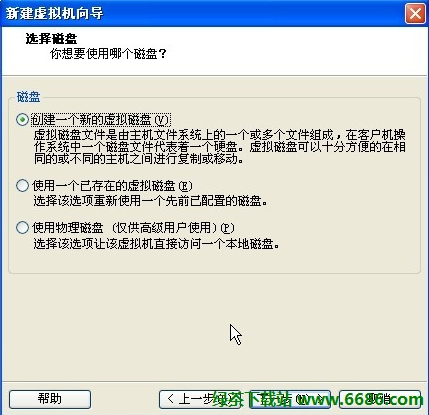 新建虚拟机向导
选择磁盘
你想要使用哪个磁盘?
磁盘
创建一个新的虚拟磁盘(V)
虚拟磁盘文件是由主机文件系统上的一个或多个文件组成,在客户机操
作系统中一个磁盘文件代表着一个硬盘。虚拟磁盘可以十分方便的在相
同的或不同的主机之间进行复制或移动。
使用一个已存在的虚拟磁盘(E)
选择该选项重新使用一个先前已配置的磁盘。
使用物理磁盘 (仅供高级用户使用)(P)
选择该选项让该虚拟机直接访问一个本地磁盘。
帮助
< 上一步
取消
绿茶下载站 www.6686.com